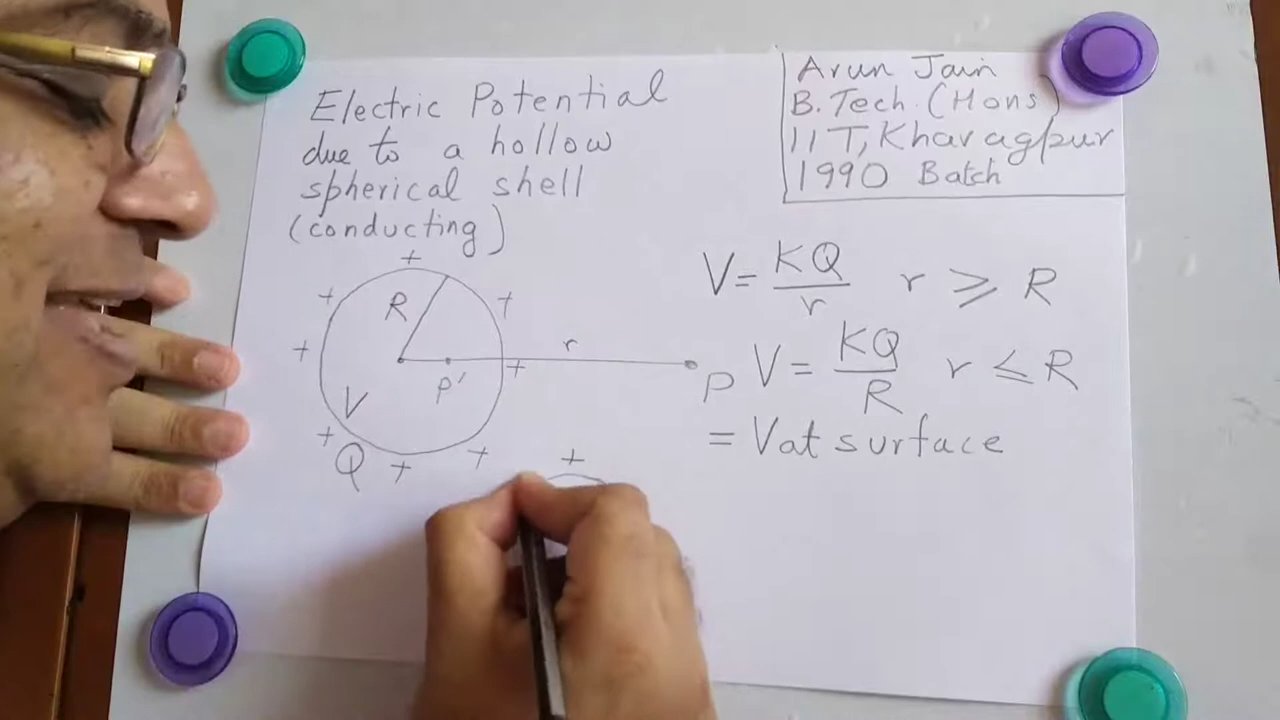 Electric Potential
due to a hollow
spherical shell
(conducting)
Arun Jain
B. Tech. (Hons)
IIT, Kharagpur
1990 Batch
+
+
+
R
+
+
r
P'
V
+
Q
+
+
P
V = KQ/r r ≥ R
V = KQ/R r ≤ R
= Vat surface
+